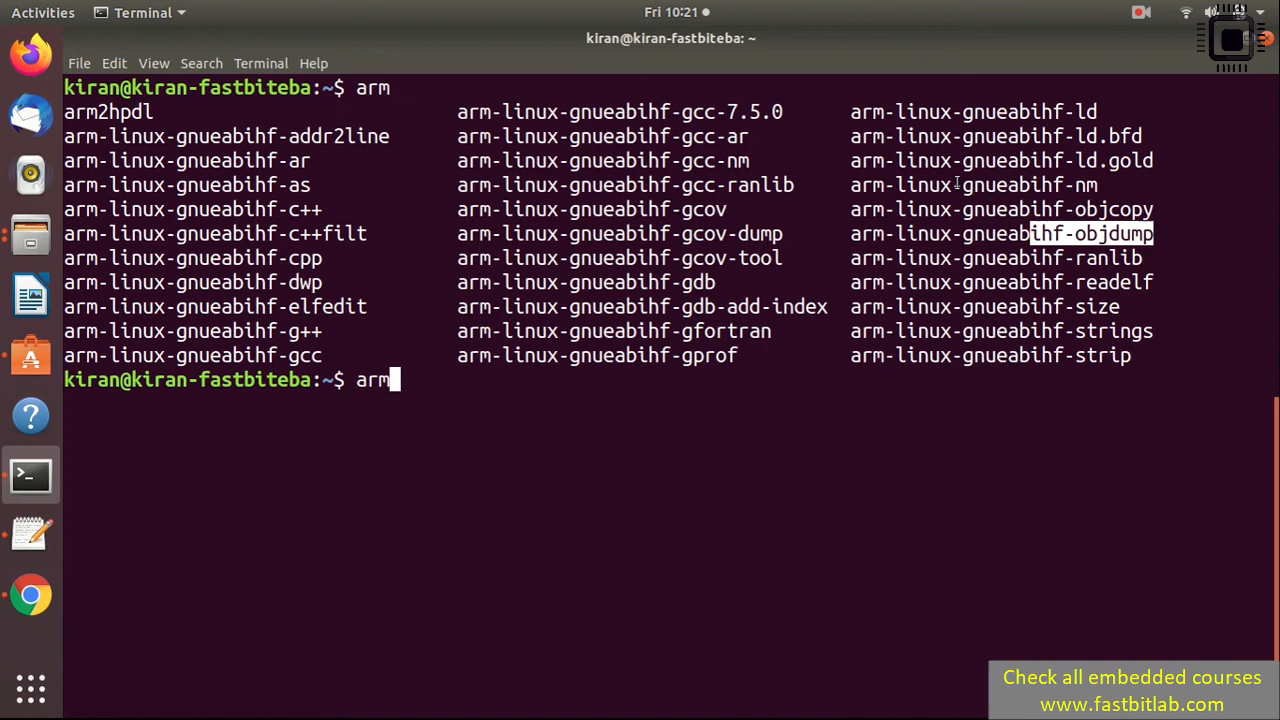 Activities Terminal Fri 10:21
kiran@kiran-fastbiteba: ~
File Edit View Search Terminal Help
kiran@kiran-fastbiteba:~$ arm
arm2hpdl arm-linux-gnueabihf-gcc-7.5.0 arm-linux-gnueabihf-ld
arm-linux-gnueabihf-addr2line arm-linux-gnueabihf-gcc-ar arm-linux-gnueabihf-ld.bfd
arm-linux-gnueabihf-ar arm-linux-gnueabihf-gcc-nm arm-linux-gnueabihf-ld.gold
arm-linux-gnueabihf-as arm-linux-gnueabihf-gcc-ranlib arm-linux-gnueabihf-nm
arm-linux-gnueabihf-c++ arm-linux-gnueabihf-gcov arm-linux-gnueabihf-objcopy
arm-linux-gnueabihf-c++filt arm-linux-gnueabihf-gcov-dump arm-linux-gnueabihf-objdump
arm-linux-gnueabihf-cpp arm-linux-gnueabihf-gcov-tool arm-linux-gnueabihf-ranlib
arm-linux-gnueabihf-dwp arm-linux-gnueabihf-gdb arm-linux-gnueabihf-readelf
arm-linux-gnueabihf-elfedit arm-linux-gnueabihf-gdb-add-index arm-linux-gnueabihf-size
arm-linux-gnueabihf-g++ arm-linux-gnueabihf-gfortran arm-linux-gnueabihf-strings
arm-linux-gnueabihf-gcc arm-linux-gnueabihf-gprof arm-linux-gnueabihf-strip
kiran@kiran-fastbiteba:~$ arm
Check all embedded courses
www.fastbitlab.com